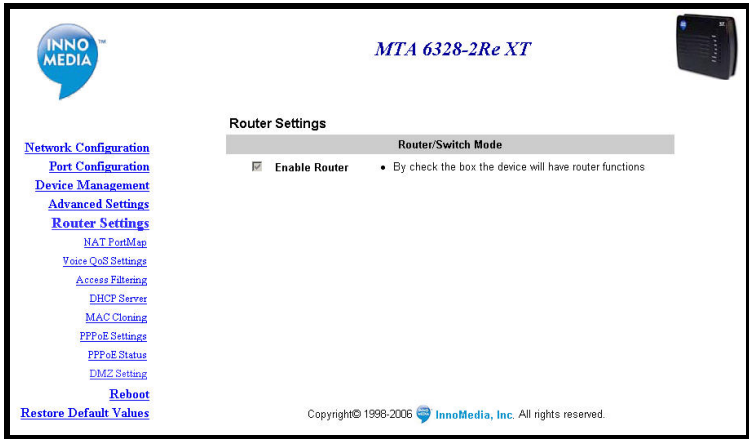 INNO
MEDIA™
MTA 6328-2Re XT
Router Settings
Router/Switch Mode
Enable Router
• By check the box the device will have router functions
Network Configuration
Port Configuration
Device Management
Advanced Settings
Router Settings
NAT PortMap
Voice QoS Settings
Access Filtering
DHCP Server
MAC Cloning
PPPoE Settings
PPPoE Status
DMZ Setting
Reboot
Restore Default Values
Copyright© 1998-2006 InnoMedia, Inc. All rights reserved.